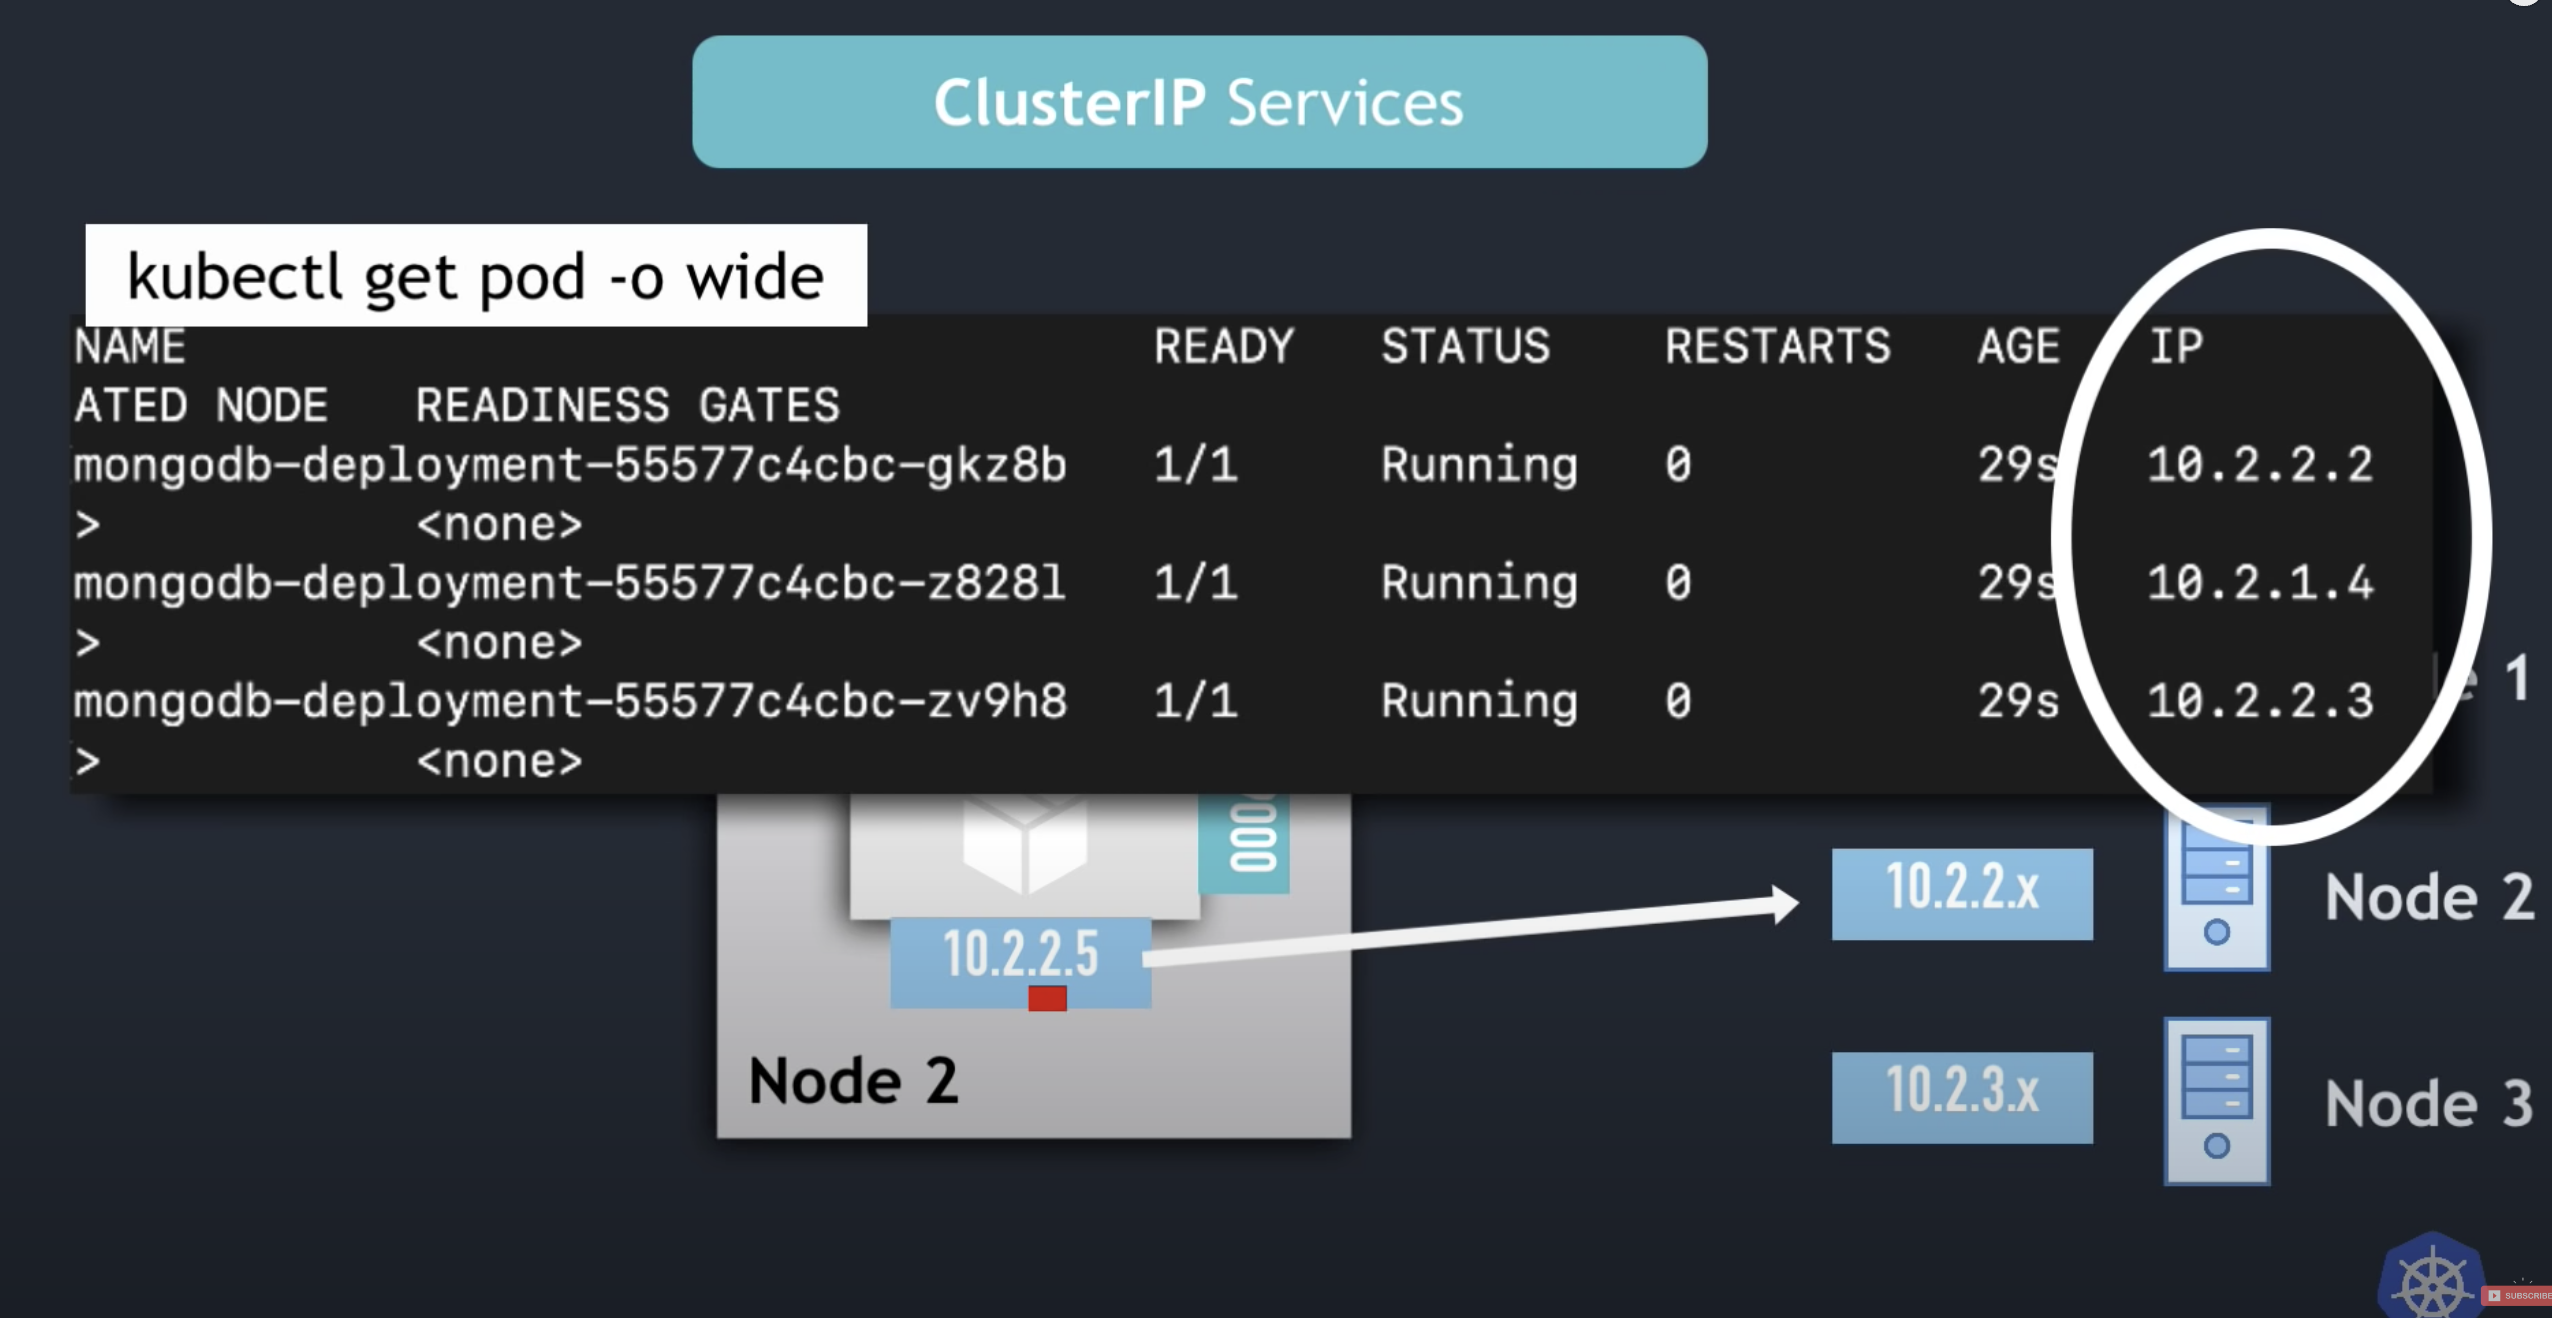 ClusterIP Services
kubectl get pod -o wide
NAME READY STATUS RESTARTS AGE IP
ATED NODE READINESS GATES
mongodb-deployment-55577c4cbc-gkz8b 1/1 Running 0 29s 10.2.2.2
> <none>
mongodb-deployment-55577c4cbc-z828l 1/1 Running 0 29s 10.2.1.4
> <none>
mongodb-deployment-55577c4cbc-zv9h8 1/1 Running 0 29s 10.2.2.3
> <none>
e 1
000
10.2.2.x Node 2
10.2.2.5
Node 2
10.2.3.x Node 3
SUBSCRIBE